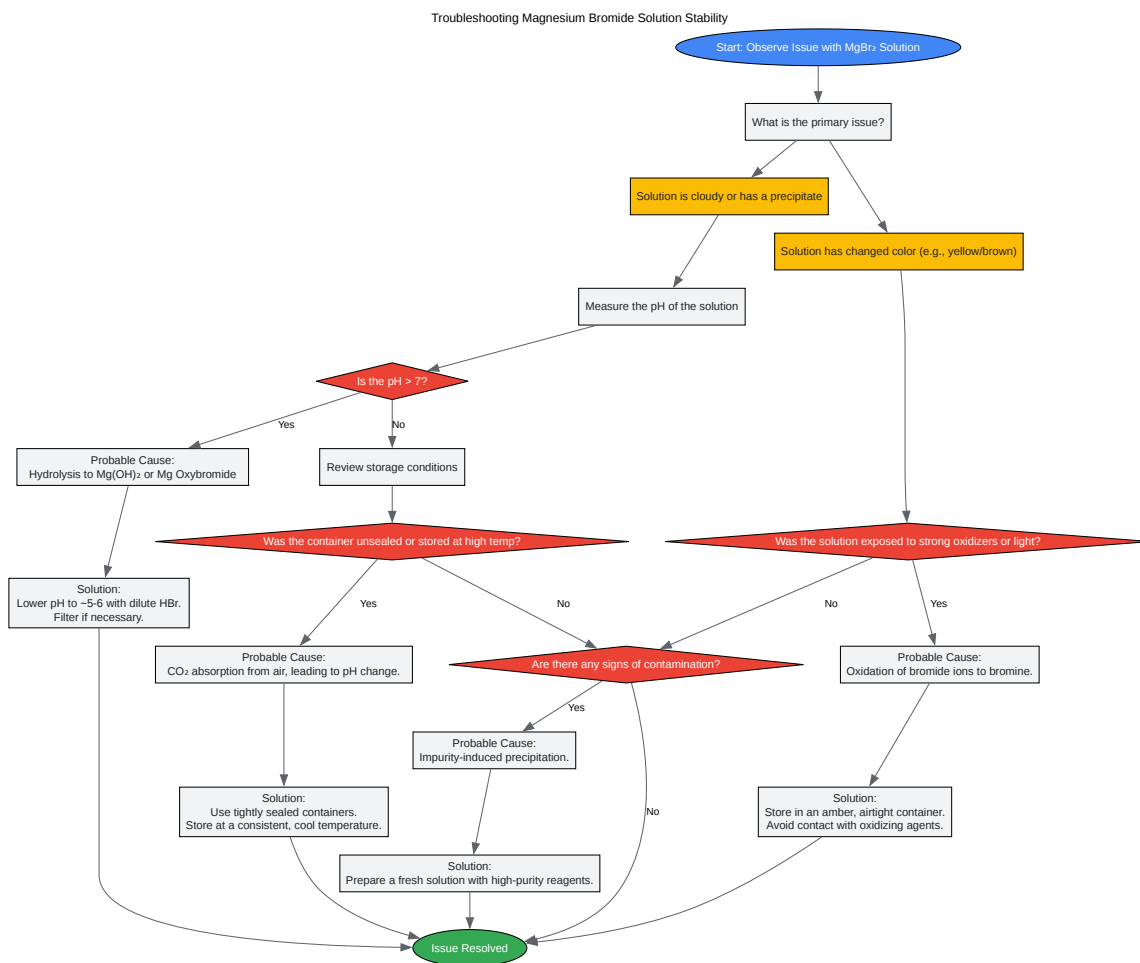 Troubleshooting Magnesium Bromide Solution Stability
Start: Observe Issue with MgBr₂ Solution
What is the primary issue?
Solution is cloudy or has a precipitate
Solution has changed color (e.g., yellow/brown)
Measure the pH of the solution
Is the pH > 7?
Yes
No
Probable Cause:
Hydrolysis to Mg(OH)₂ or Mg Oxybromide
Review storage conditions
Was the container unsealed or stored at high temp?
Was the solution exposed to strong oxidizers or light?
Solution:
Lower pH to ~5-6 with dilute HBr.
Filter if necessary.
Yes
No
No
Yes
Probable Cause:
CO₂ absorption from air, leading to pH change.
Are there any signs of contamination?
Probable Cause:
Oxidation of bromide ions to bromine.
Yes
Probable Cause:
Impurity-induced precipitation.
Solution:
Use tightly sealed containers.
Store at a consistent, cool temperature.
No
Solution:
Store in an amber, airtight container.
Avoid contact with oxidizing agents.
Solution:
Prepare a fresh solution with high-purity reagents.
Issue Resolved